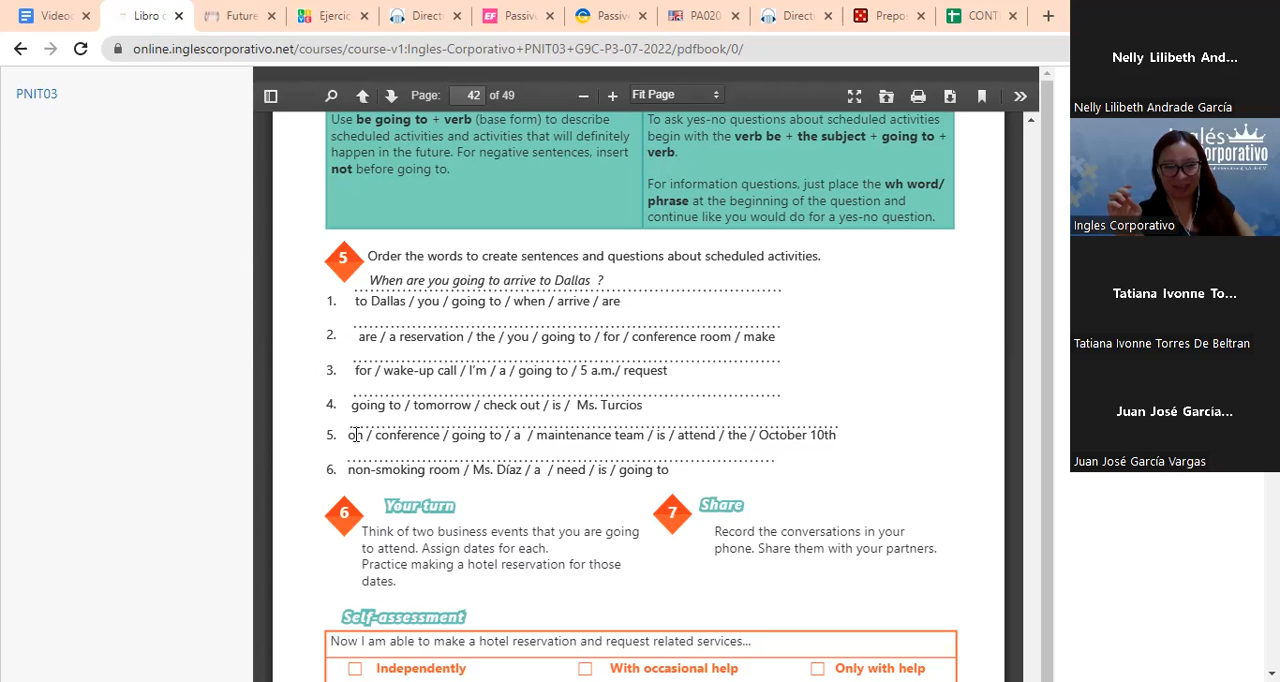 Videoc
Libro c
Future
Ejercic
Directi
Passiv
Passive
PA020
Directi
Prepos
CONT
online.inglescorporativo.net/courses/course-v1:Ingles-Corporativo+PNIT03+G9C-P3-07-2022/pdfbook/0/
PNIT03
Page: 42 of 49
Fit Page
Use be going to + verb (base form) to describe
scheduled activities and activities that will definitely
happen in the future. For negative sentences, insert
not before going to.
To ask yes-no questions about scheduled activities
begin with the verb be + the subject + going to +
verb.
For information questions, just place the wh word/
phrase at the beginning of the question and
continue like you would do for a yes-no question.
5 Order the words to create sentences and questions about scheduled activities.
When are you going to arrive to Dallas ?
1. to Dallas / you / going to / when / arrive / are
2. are / a reservation / the / you / going to / for / conference room / make
3. for / wake-up call / I'm / a / going to / 5 a.m./ request
4. going to / tomorrow / check out / is / Ms. Turcios
5. on / conference / going to / a / maintenance team / is / attend / the / October 10th
6. non-smoking room / Ms. Díaz / a / need / is / going to
6 Your turn
Think of two business events that you are going
to attend. Assign dates for each.
Practice making a hotel reservation for those
dates.
7 Share
Record the conversations in your
phone. Share them with your partners.
Self-assessment
Now I am able to make a hotel reservation and request related services...
Independently
With occasional help
Only with help
Nelly Lilibeth And...
Nelly Lilibeth Andrade García
Inglés
orporativo
Ingles Corporativo
Tatiana Ivonne To...
Tatiana Ivonne Torres De Beltran
Juan José García...
Juan José García Vargas